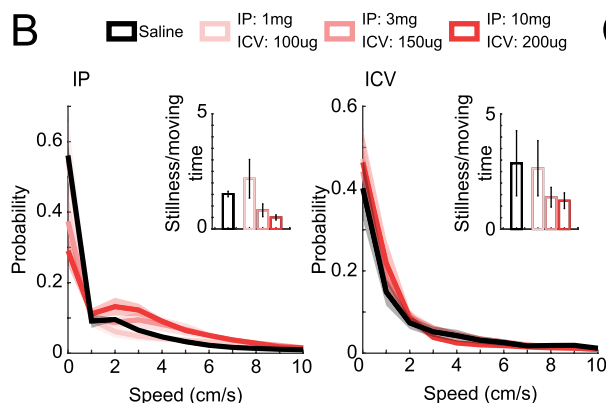 B
Saline
IP: 1mg
ICV: 100ug
IP: 3mg
ICV: 150ug
IP: 10mg
ICV: 200ug
IP
Probability
0.6
0.4
0.2
0
0 2 4 6 8 10
Speed (cm/s)
Stillness/moving
time
5
0
ICV
Probability
0.6
0.4
0.2
0
0 2 4 6 8 10
Speed (cm/s)
Stillness/moving
time
5
0